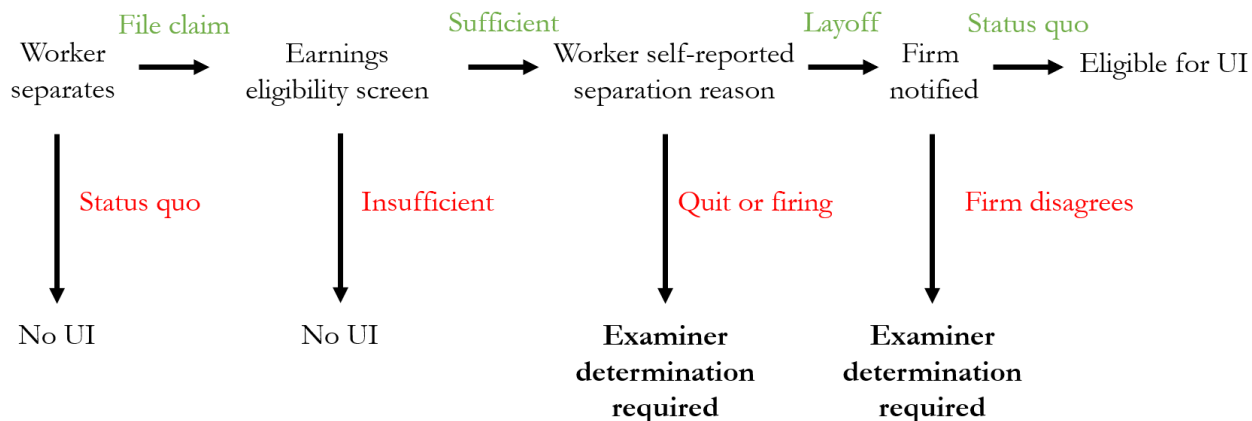 File claim
Sufficient
Layoff
Status quo
Worker
separates
Earnings
eligibility screen
Worker self-reported
separation reason
Firm
notified
Eligible for UI
Status quo
Insufficient
Quit or firing
Firm disagrees
No UI
No UI
Examiner
determination
required
Examiner
determination
required